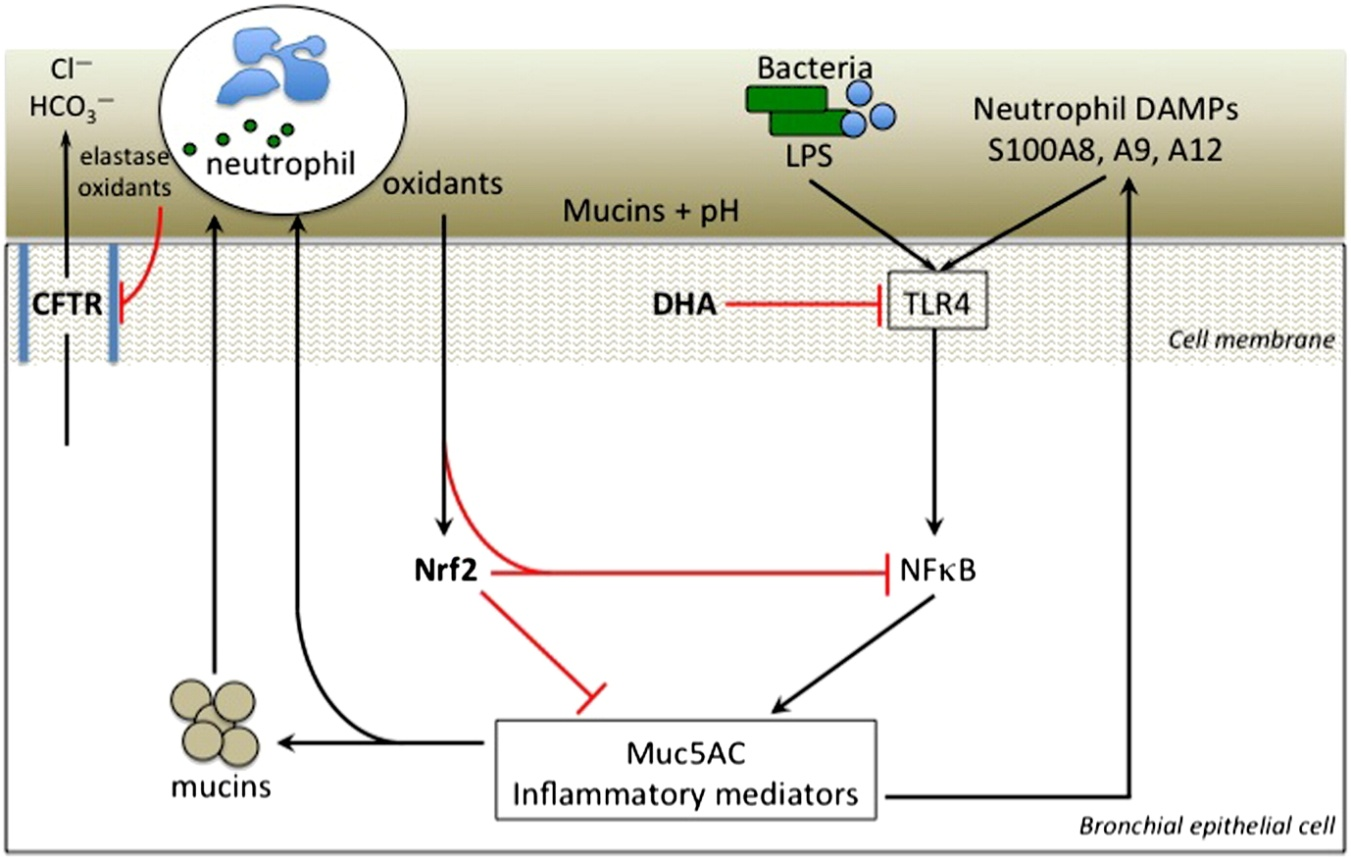 Cl⁻
HCO₃⁻
elastase
oxidants
neutrophil
oxidants
Mucins + pH
Bacteria
LPS
Neutrophil DAMPs
S100A8, A9, A12
CFTR
DHA
TLR4
Cell membrane
Nrf2
NFκB
mucins
Muc5AC
Inflammatory mediators
Bronchial epithelial cell